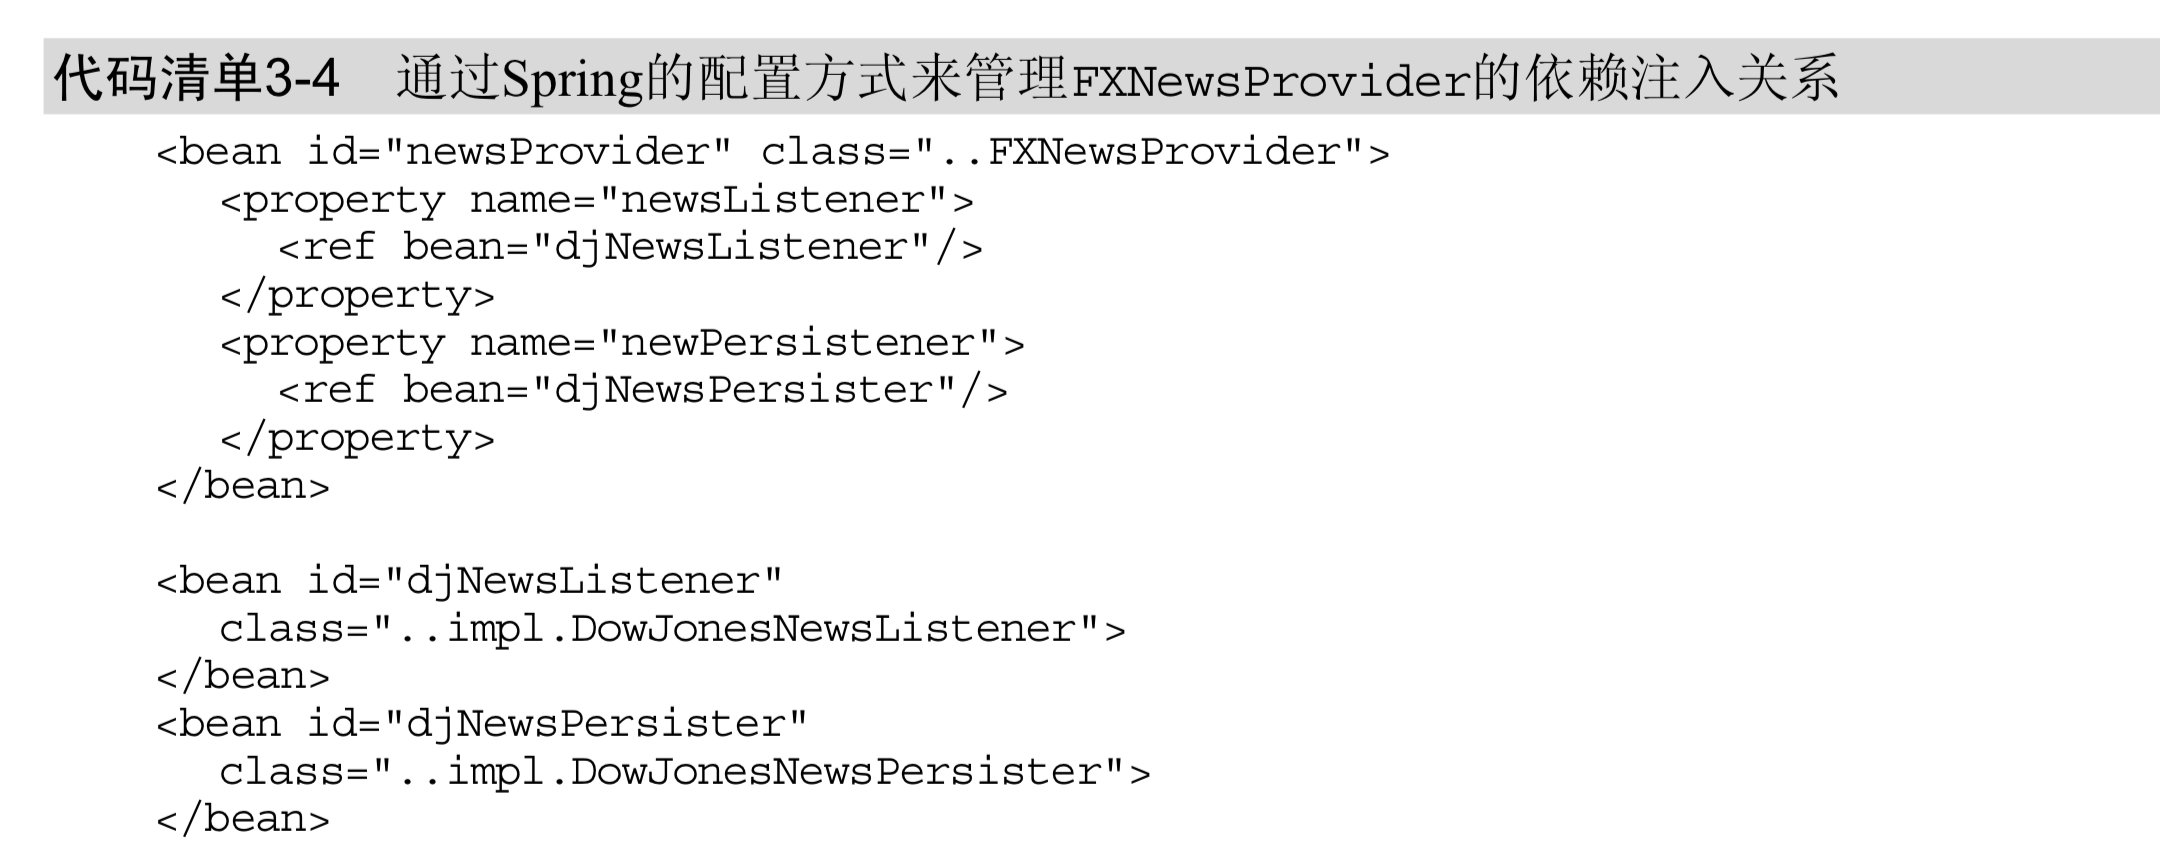 代码清单3-4 通过Spring的配置方式来管理FXNewsProvider的依赖注入关系
<bean id="newsProvider" class="..FXNewsProvider">
<property name="newsListener">
<ref bean="djNewsListener"/>
</property>
<property name="newPersistener">
<ref bean="djNewsPersister"/>
</property>
</bean>
<bean id="djNewsListener"
class="..impl.DowJonesNewsListener">
</bean>
<bean id="djNewsPersister"
class="..impl.DowJonesNewsPersister">
</bean>